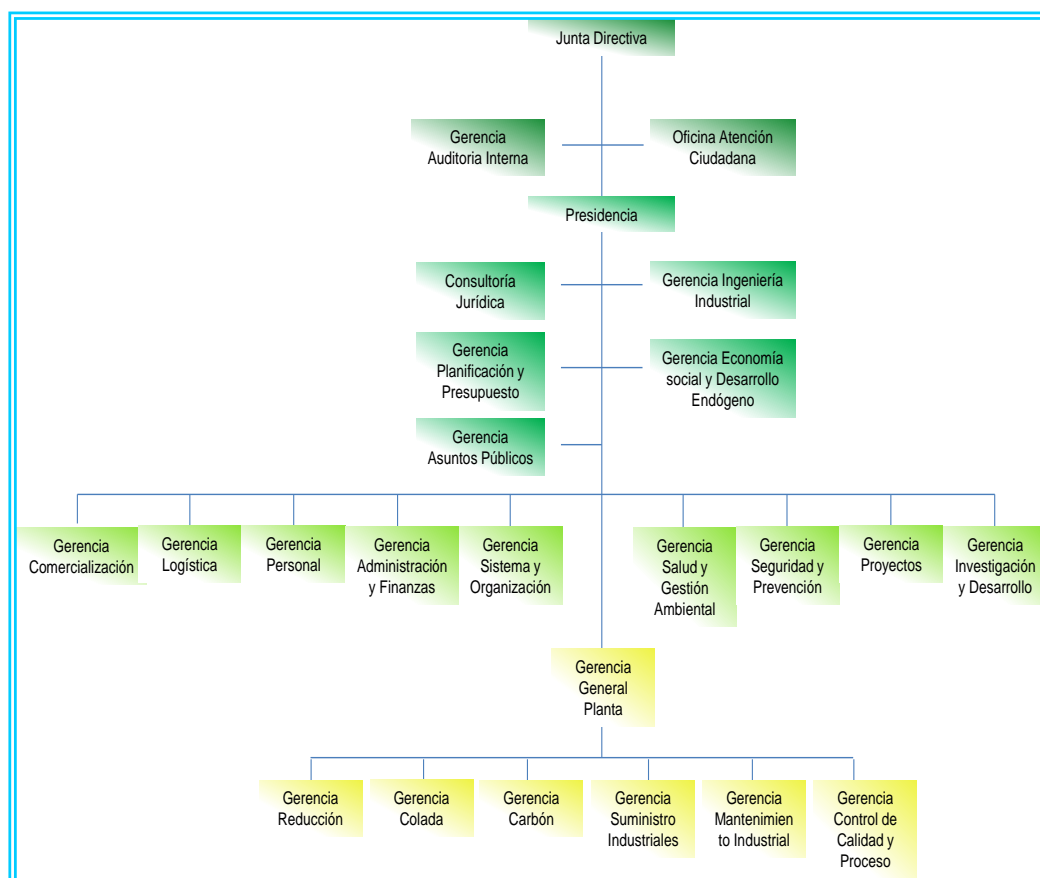 Junta Directiva
Gerencia
Auditoria Interna
Oficina Atención
Ciudadana
Presidencia
Consultoría
Jurídica
Gerencia Ingeniería
Industrial
Gerencia
Planificación y
Presupuesto
Gerencia Economía
social y Desarrollo
Endógeno
Gerencia
Asuntos Públicos
Gerencia
Comercialización
Gerencia
Logística
Gerencia
Personal
Gerencia
Administración
y Finanzas
Gerencia
Sistema y
Organización
Gerencia
Salud y
Gestión
Ambiental
Gerencia
Seguridad y
Prevención
Gerencia
Proyectos
Gerencia
Investigación
y Desarrollo
Gerencia
General
Planta
Gerencia
Reducción
Gerencia
Colada
Gerencia
Carbón
Gerencia
Suministro
Industriales
Gerencia
Mantenimien
to Industrial
Gerencia
Control de
Calidad y
Proceso